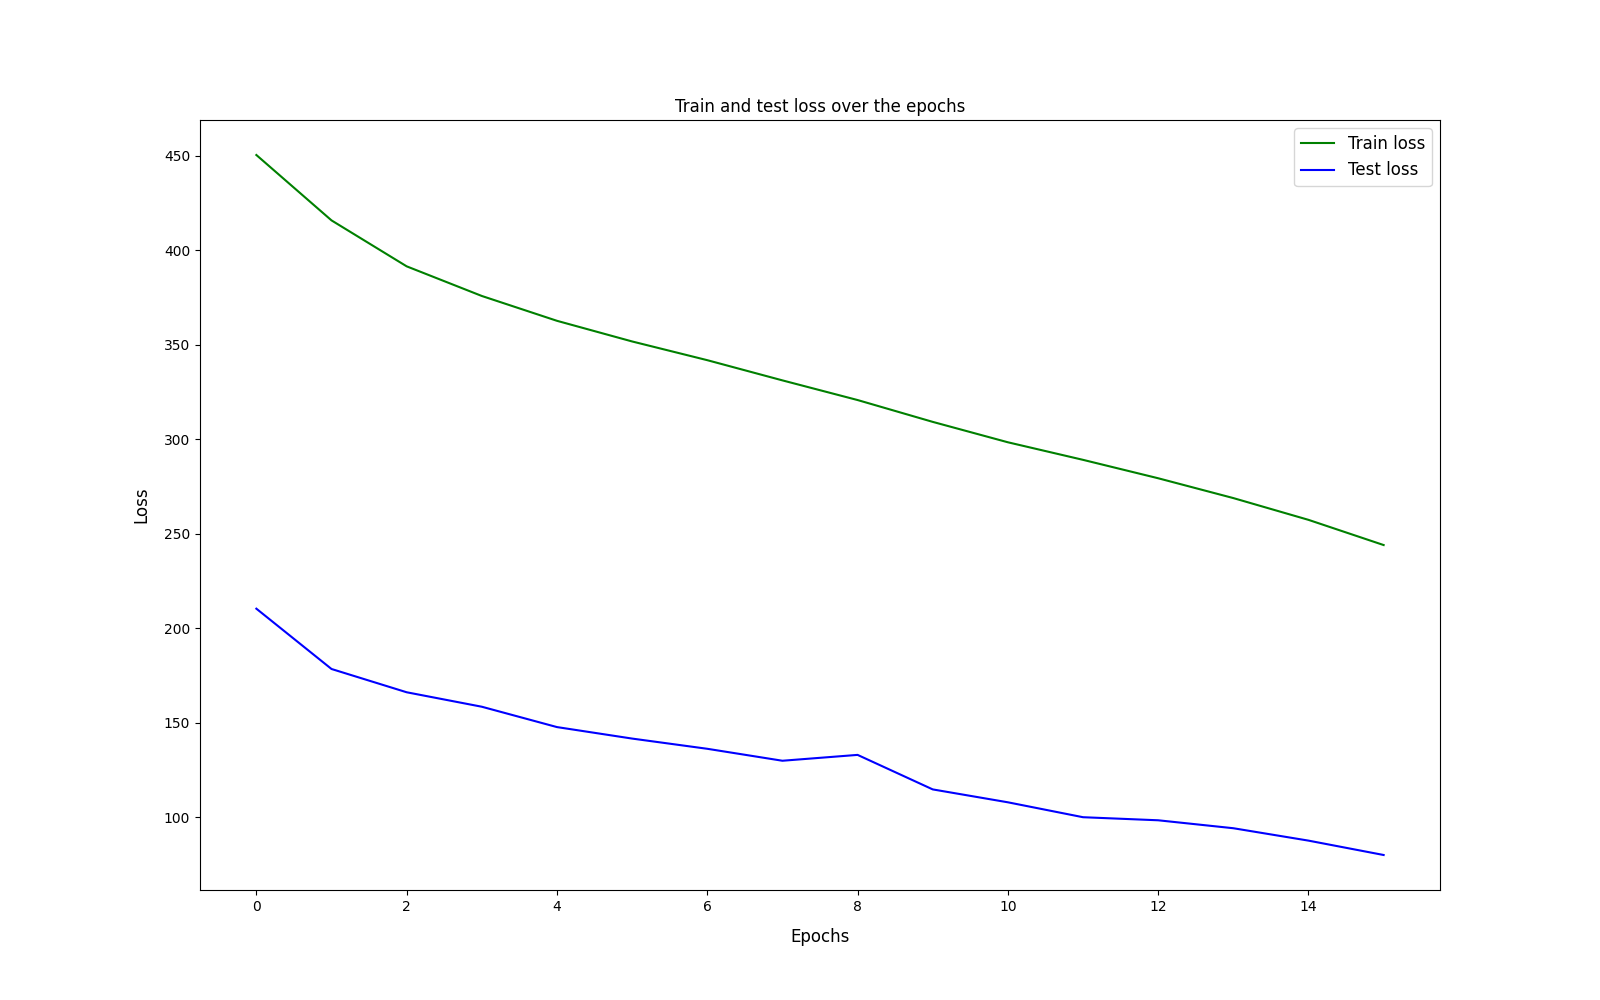 Train and test loss over the epochs
Train loss
Test loss
450
400
350
300
250
200
150
100
Loss
0 2 4 6 8 10 12 14
Epochs